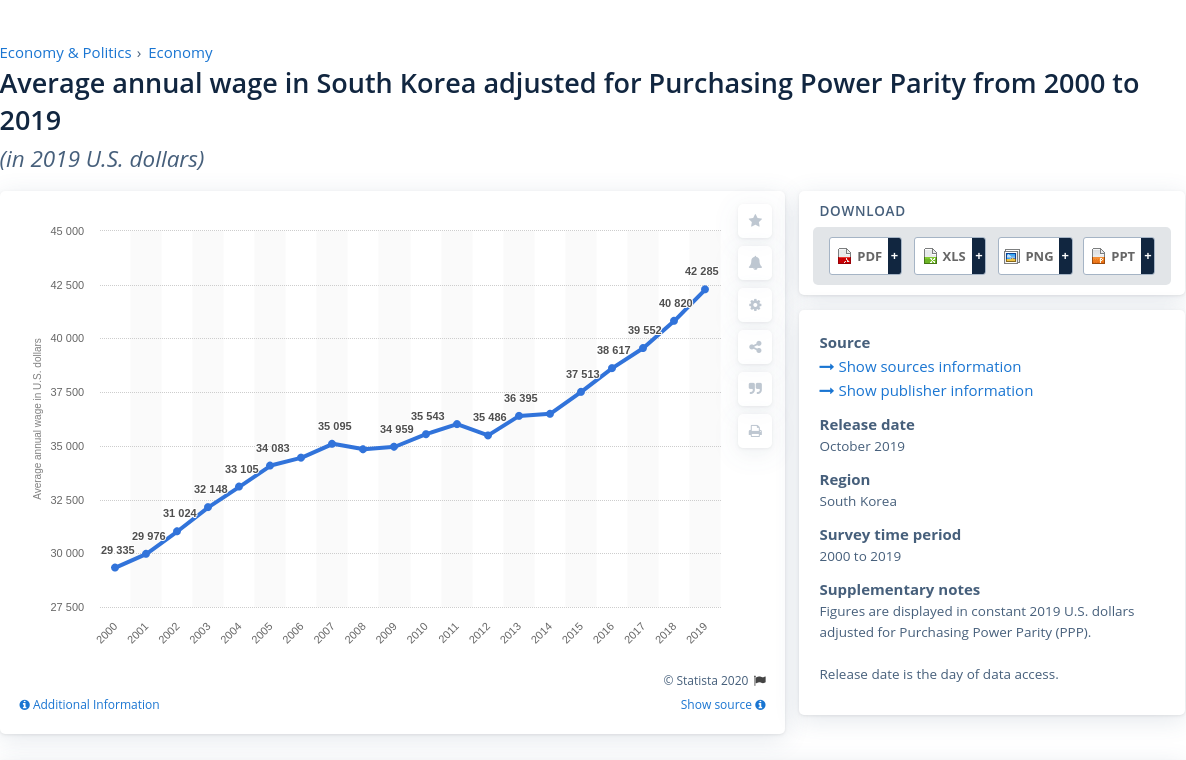 Economy & Politics › Economy
Average annual wage in South Korea adjusted for Purchasing Power Parity from 2000 to
2019
(in 2019 U.S. dollars)
Average annual wage in U.S. dollars
45 000
42 500
40 000
37 500
35 000
32 500
30 000
27 500
29 335
29 976
31 024
32 148
33 105
34 083
35 095
34 959
35 543
35 486
36 395
37 513
38 617
39 552
40 820
42 285
2000 2001 2002 2003 2004 2005 2006 2007 2008 2009 2010 2011 2012 2013 2014 2015 2016 2017 2018 2019
© Statista 2020
Additional Information Show source
DOWNLOAD
PDF + XLS + PNG + PPT +
Source
Show sources information
Show publisher information
Release date
October 2019
Region
South Korea
Survey time period
2000 to 2019
Supplementary notes
Figures are displayed in constant 2019 U.S. dollars
adjusted for Purchasing Power Parity (PPP).
Release date is the day of data access.